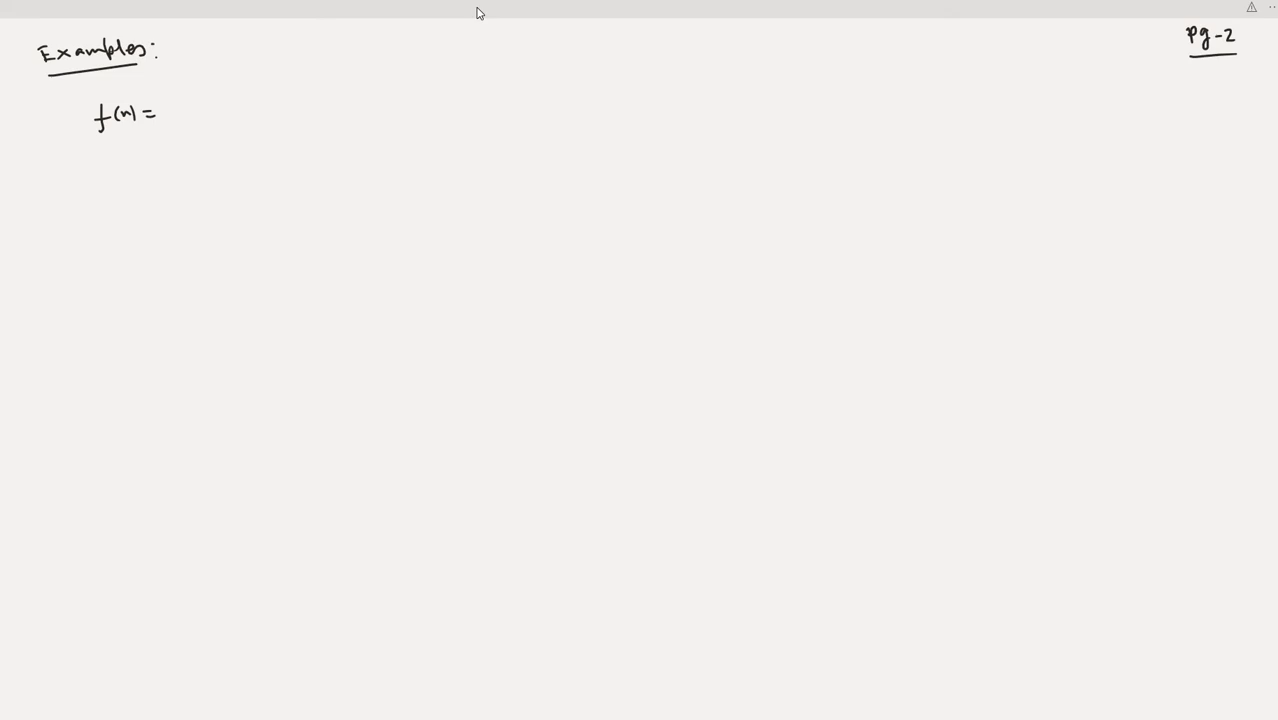 Examples:
pg-2
f(n) =